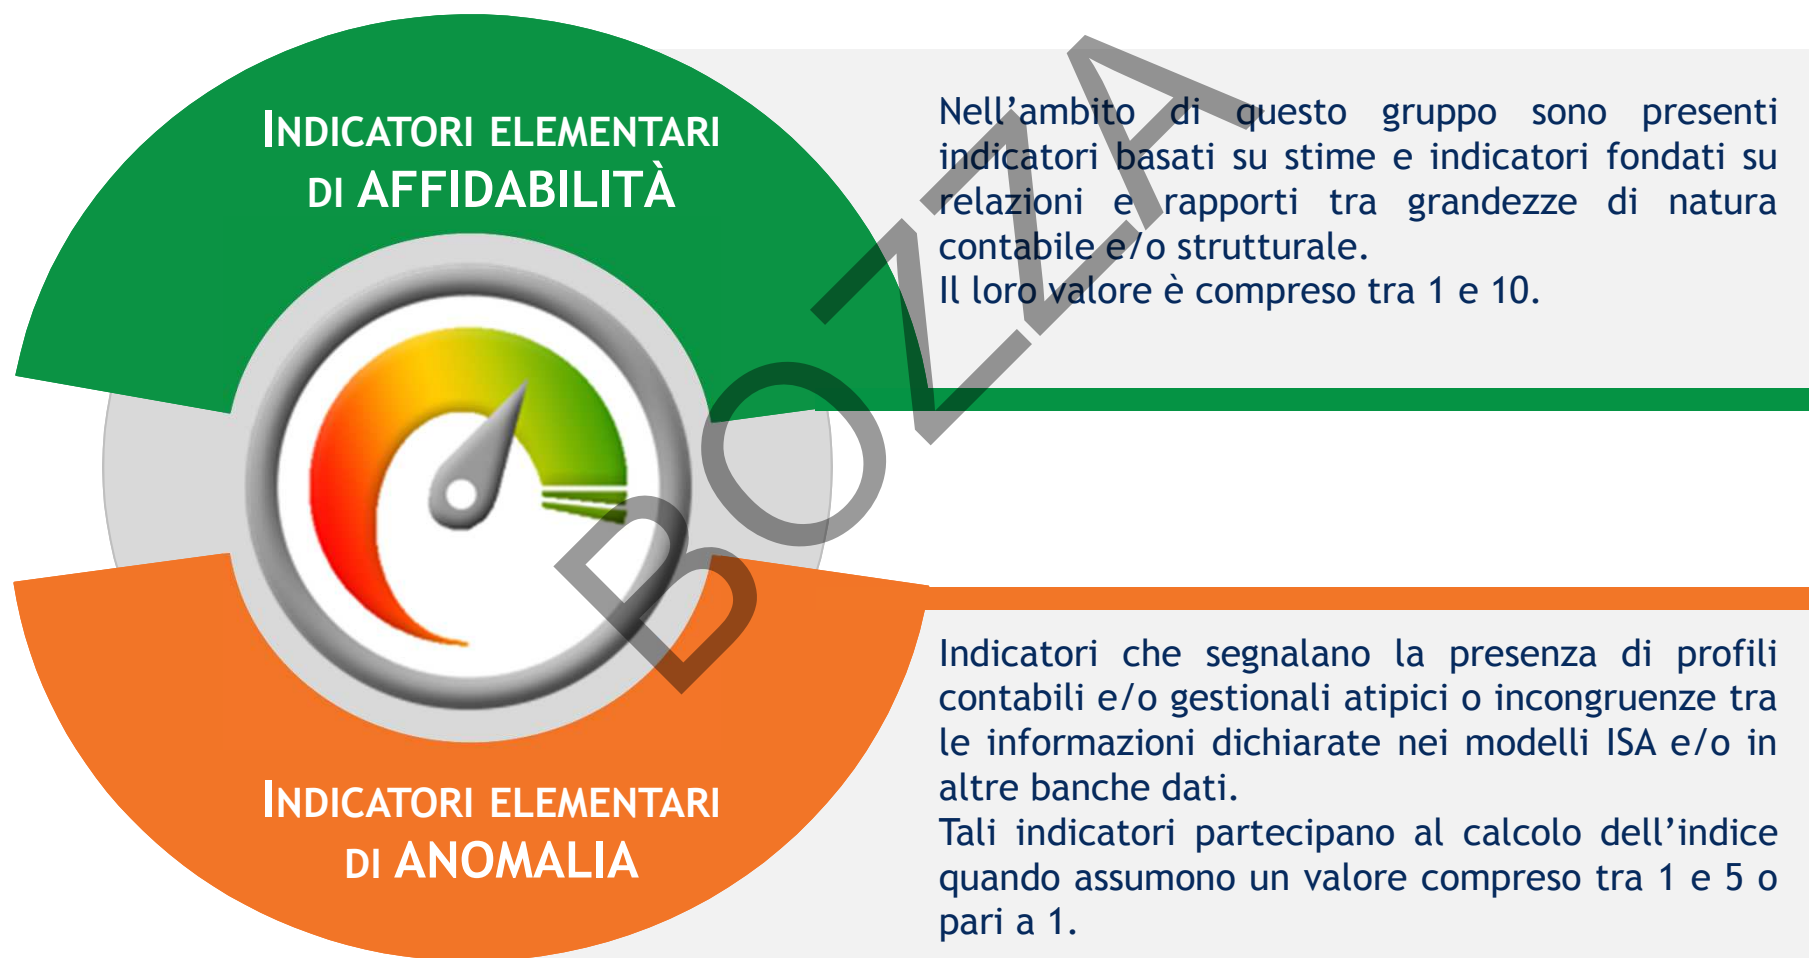 INDICATORI ELEMENTARI
DI AFFIDABILITÀ
Nell’ambito di questo gruppo sono presenti
indicatori basati su stime e indicatori fondati su
relazioni e rapporti tra grandezze di natura
contabile e/o strutturale.
Il loro valore è compreso tra 1 e 10.
BOZZA
INDICATORI ELEMENTARI
DI ANOMALIA
Indicatori che segnalano la presenza di profili
contabili e/o gestionali atipici o incongruenze tra
le informazioni dichiarate nei modelli ISA e/o in
altre banche dati.
Tali indicatori partecipano al calcolo dell’indice
quando assumono un valore compreso tra 1 e 5 o
pari a 1.